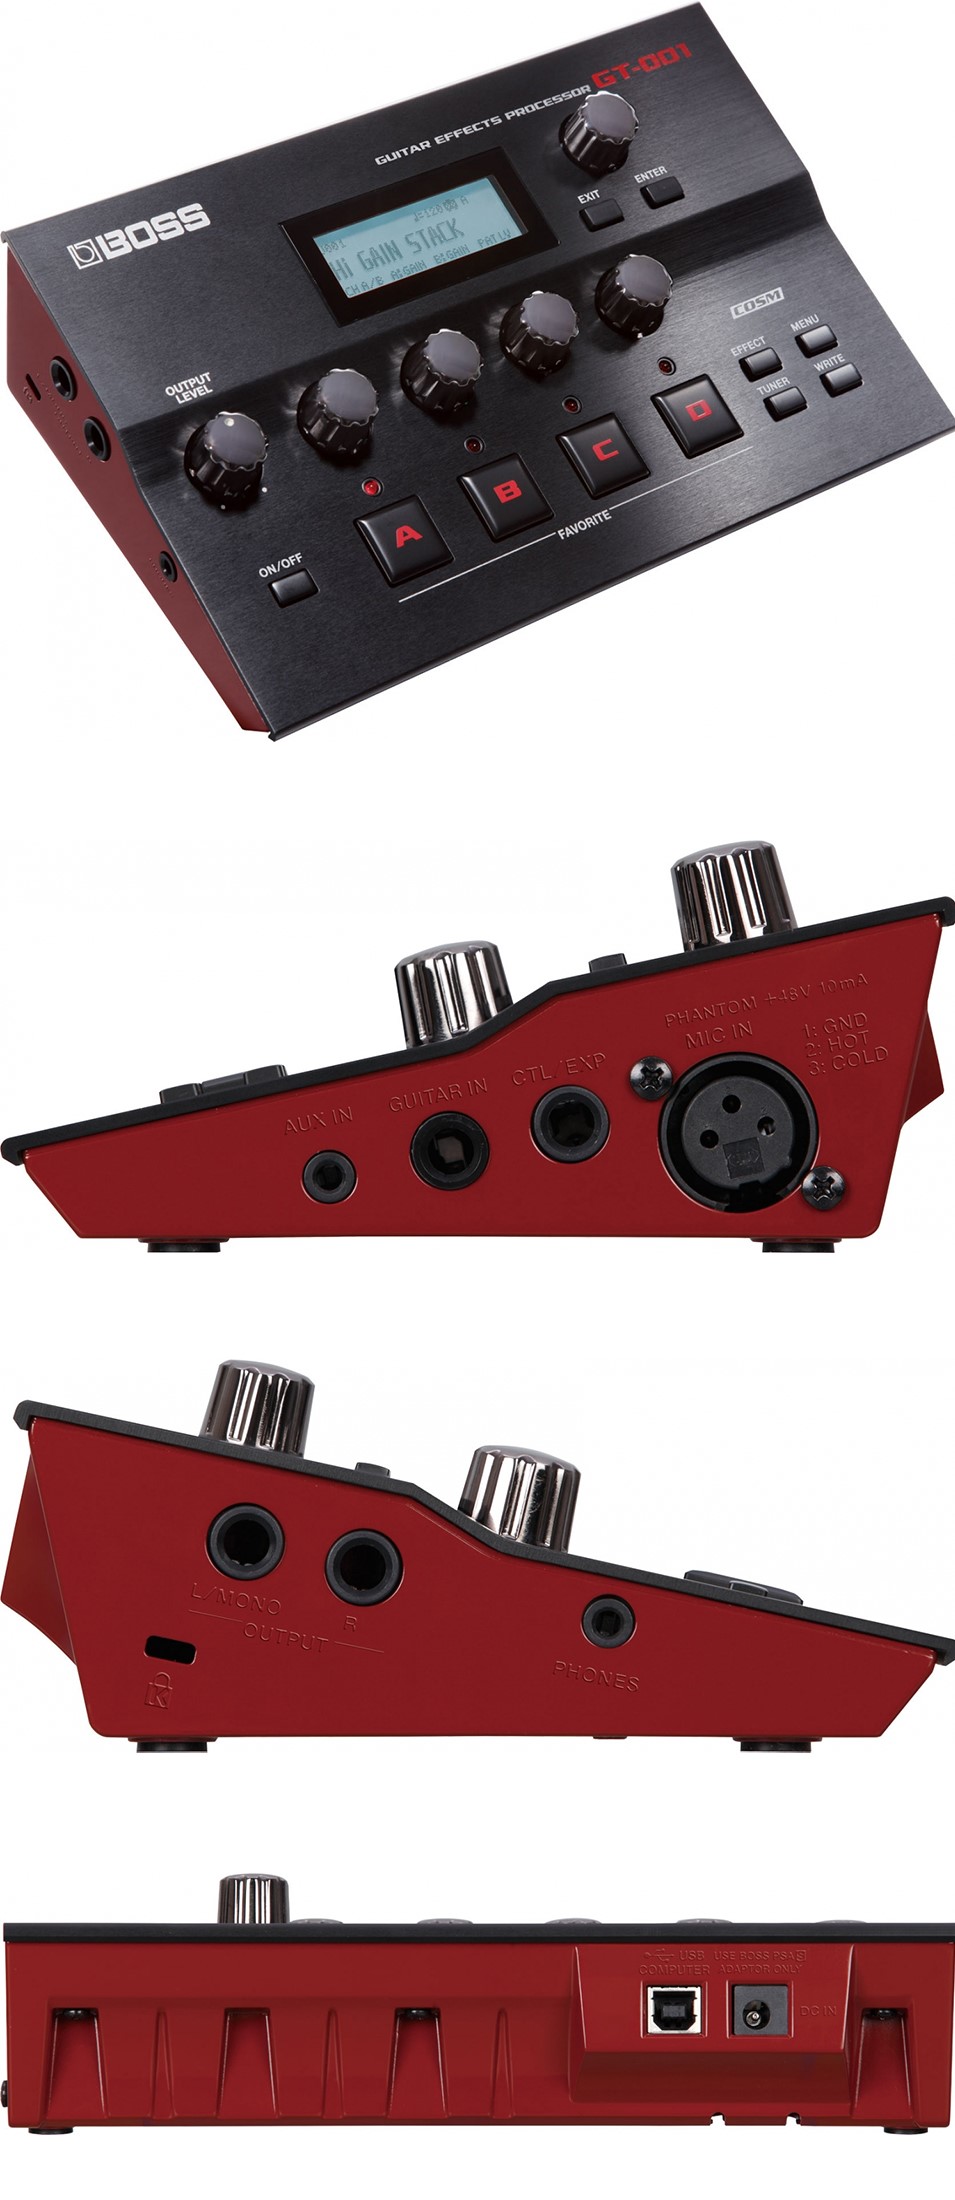 GUITAR EFFECTS PROCESSOR GT-001
BOSS
Hi GAIN STACK
CH A/B A:GAIN B:GAIN PAT LV
EXIT
ENTER
COSM
OUTPUT
LEVEL
EFFECT
MENU
TUNER
WRITE
A
B
C
D
FAVORITE
ON/OFF
PHANTOM +48V 10mA
AUX IN
GUITAR IN
CTL/EXP
MIC IN
1: GND
2: HOT
3: COLD
L/MONO
R
OUTPUT
K
PHONES
USB
COMPUTER
USE BOSS PSA
ADAPTOR ONLY
DC IN